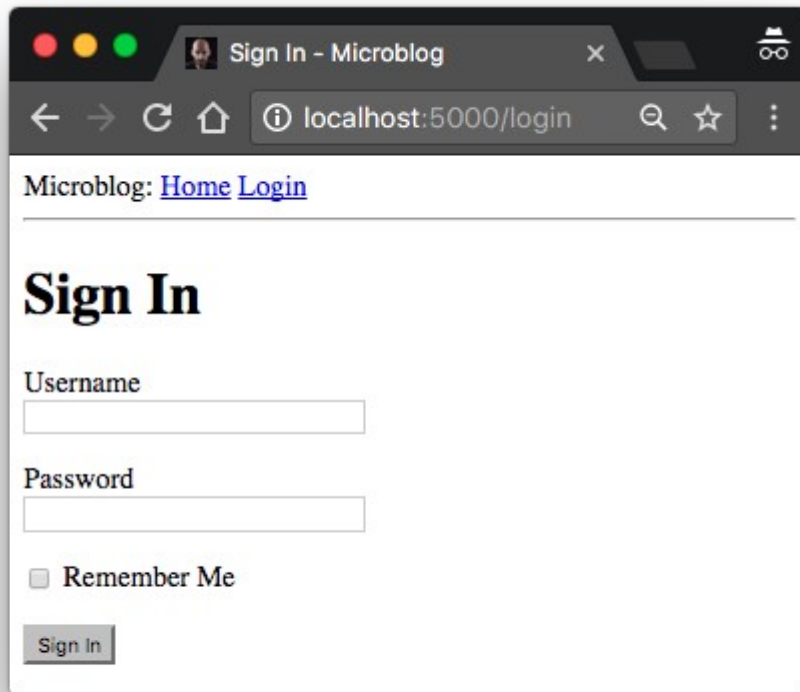 Sign In - Microblog
localhost:5000/login
Microblog: Home Login
Sign In
Username
Password
Remember Me
Sign In